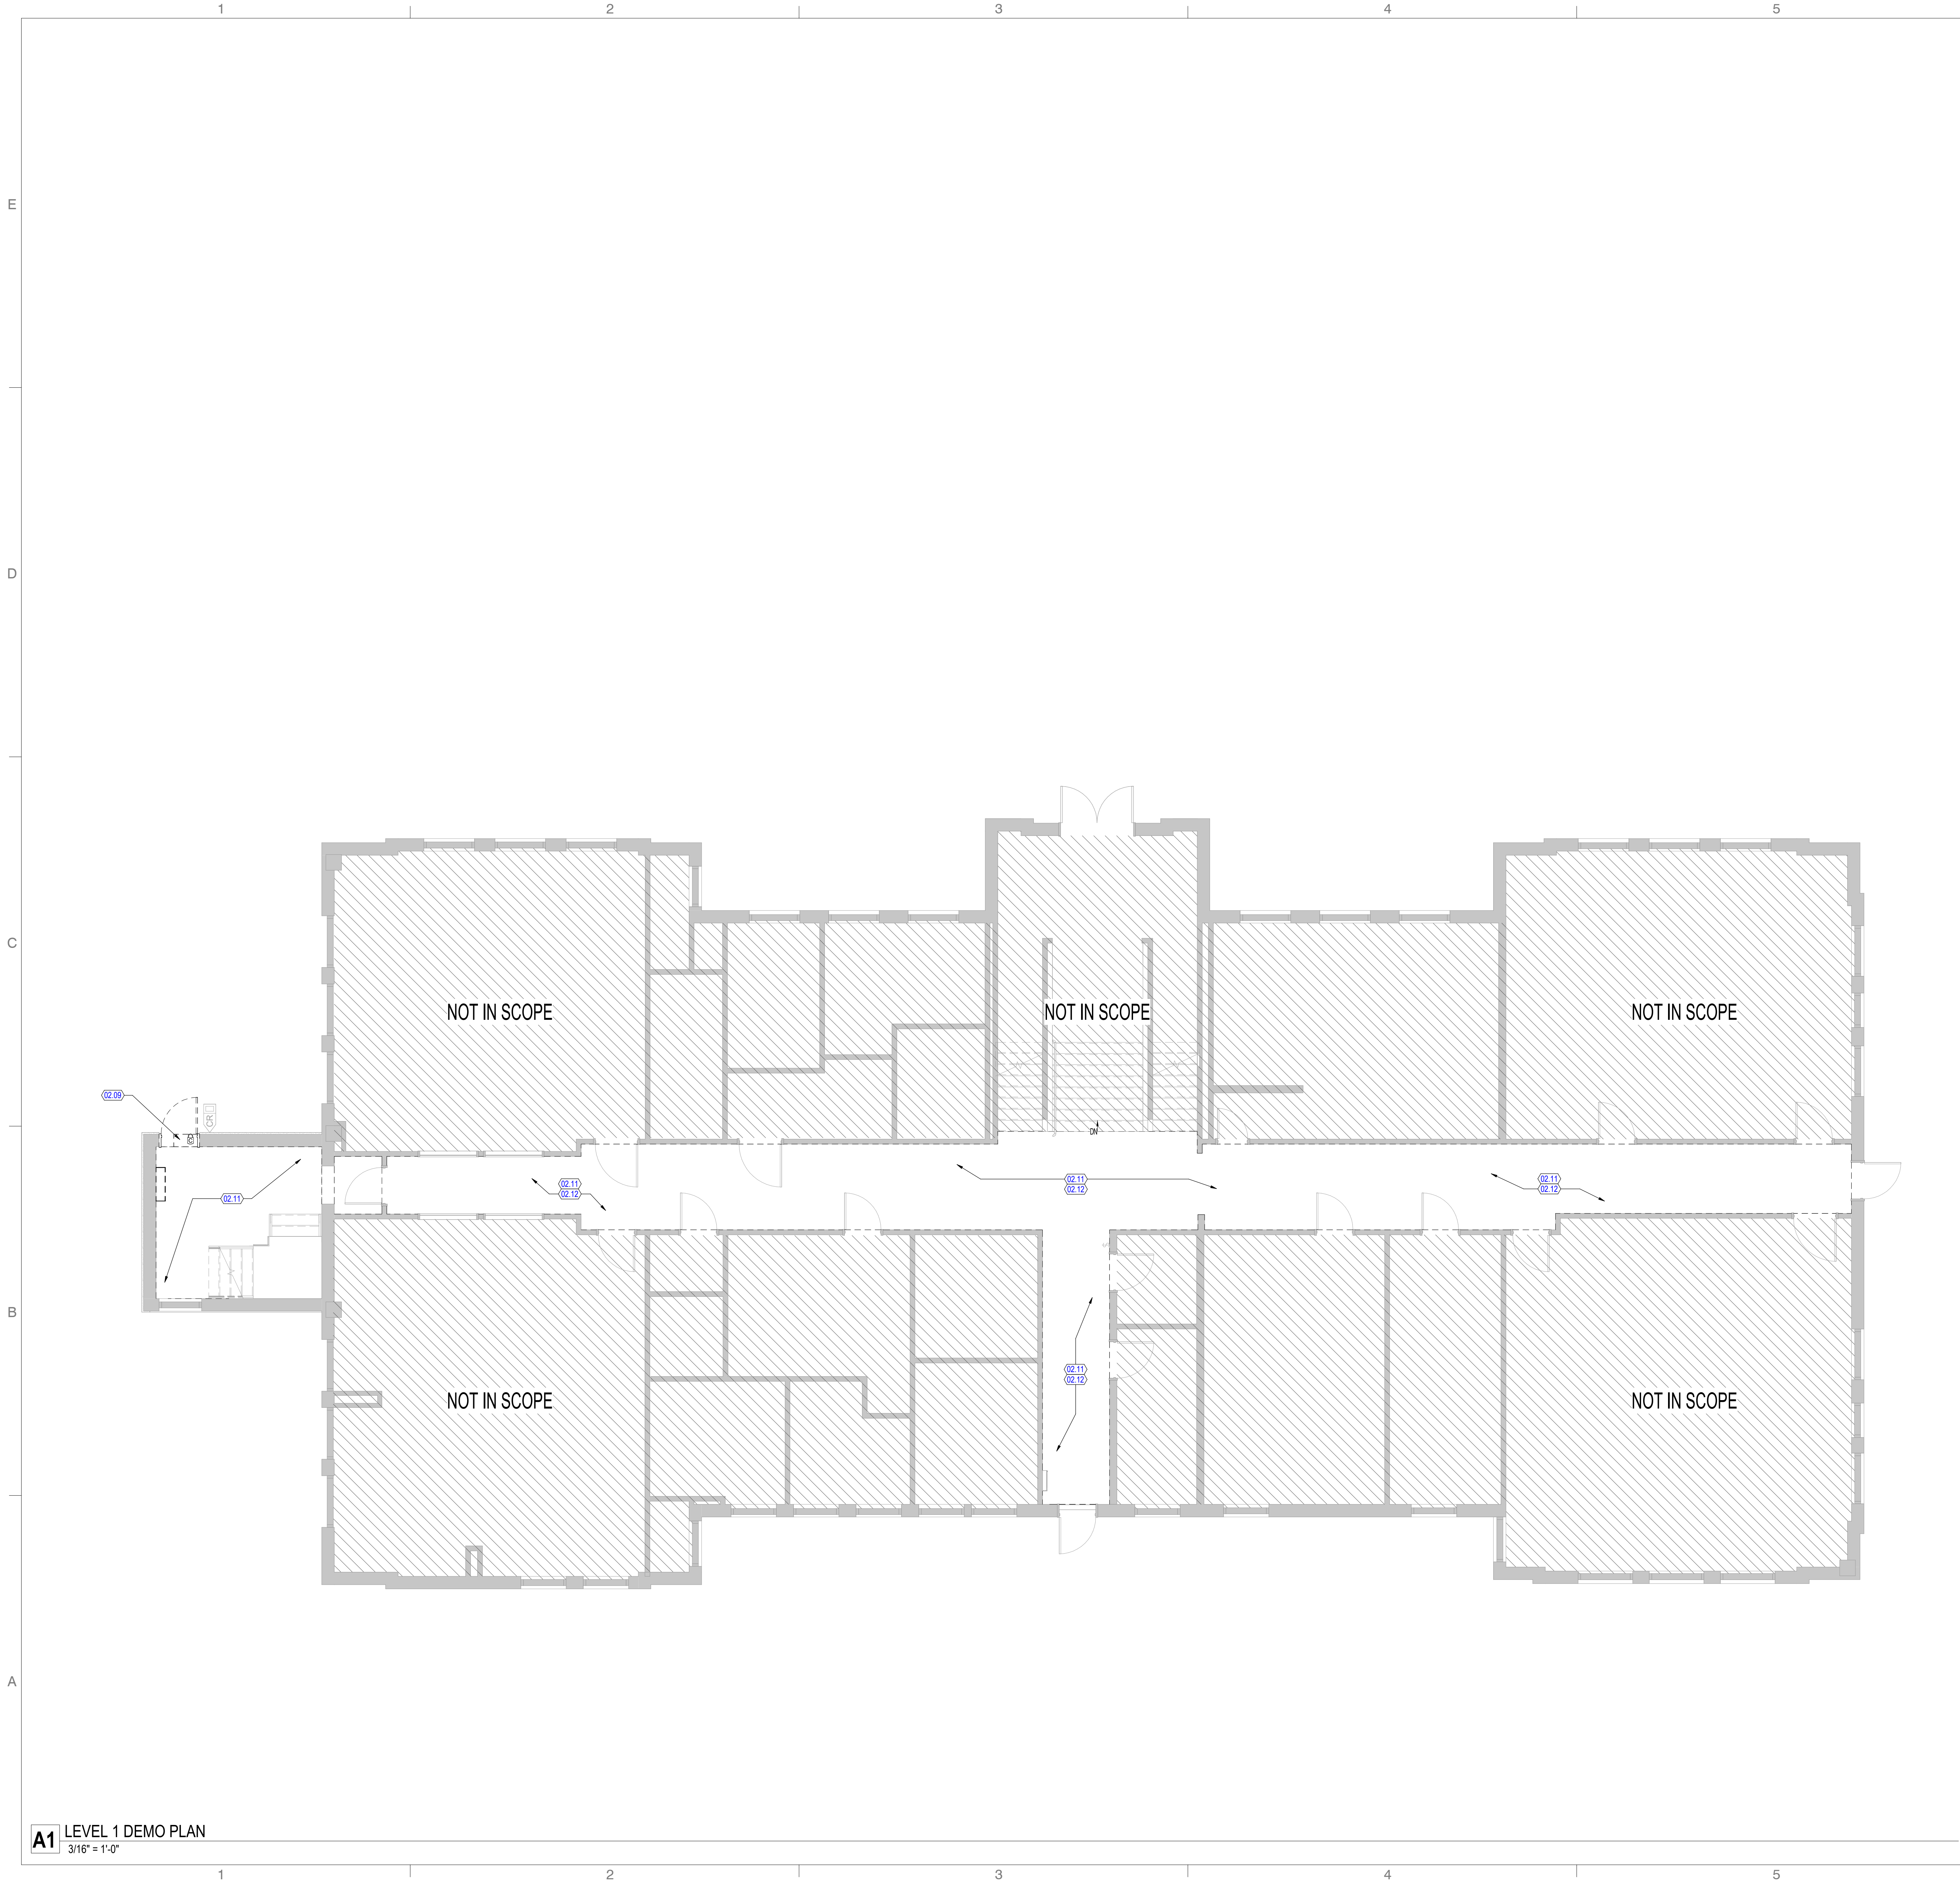 1 2 3 4 5
E
D
C
B
A
NOT IN SCOPE
NOT IN SCOPE
NOT IN SCOPE
02.09
CR
DN
02.11
02.11
02.12
02.11
02.12
02.11
02.12
02.11
02.12
NOT IN SCOPE
NOT IN SCOPE
A1 LEVEL 1 DEMO PLAN
3/16" = 1'-0"
1 2 3 4 5